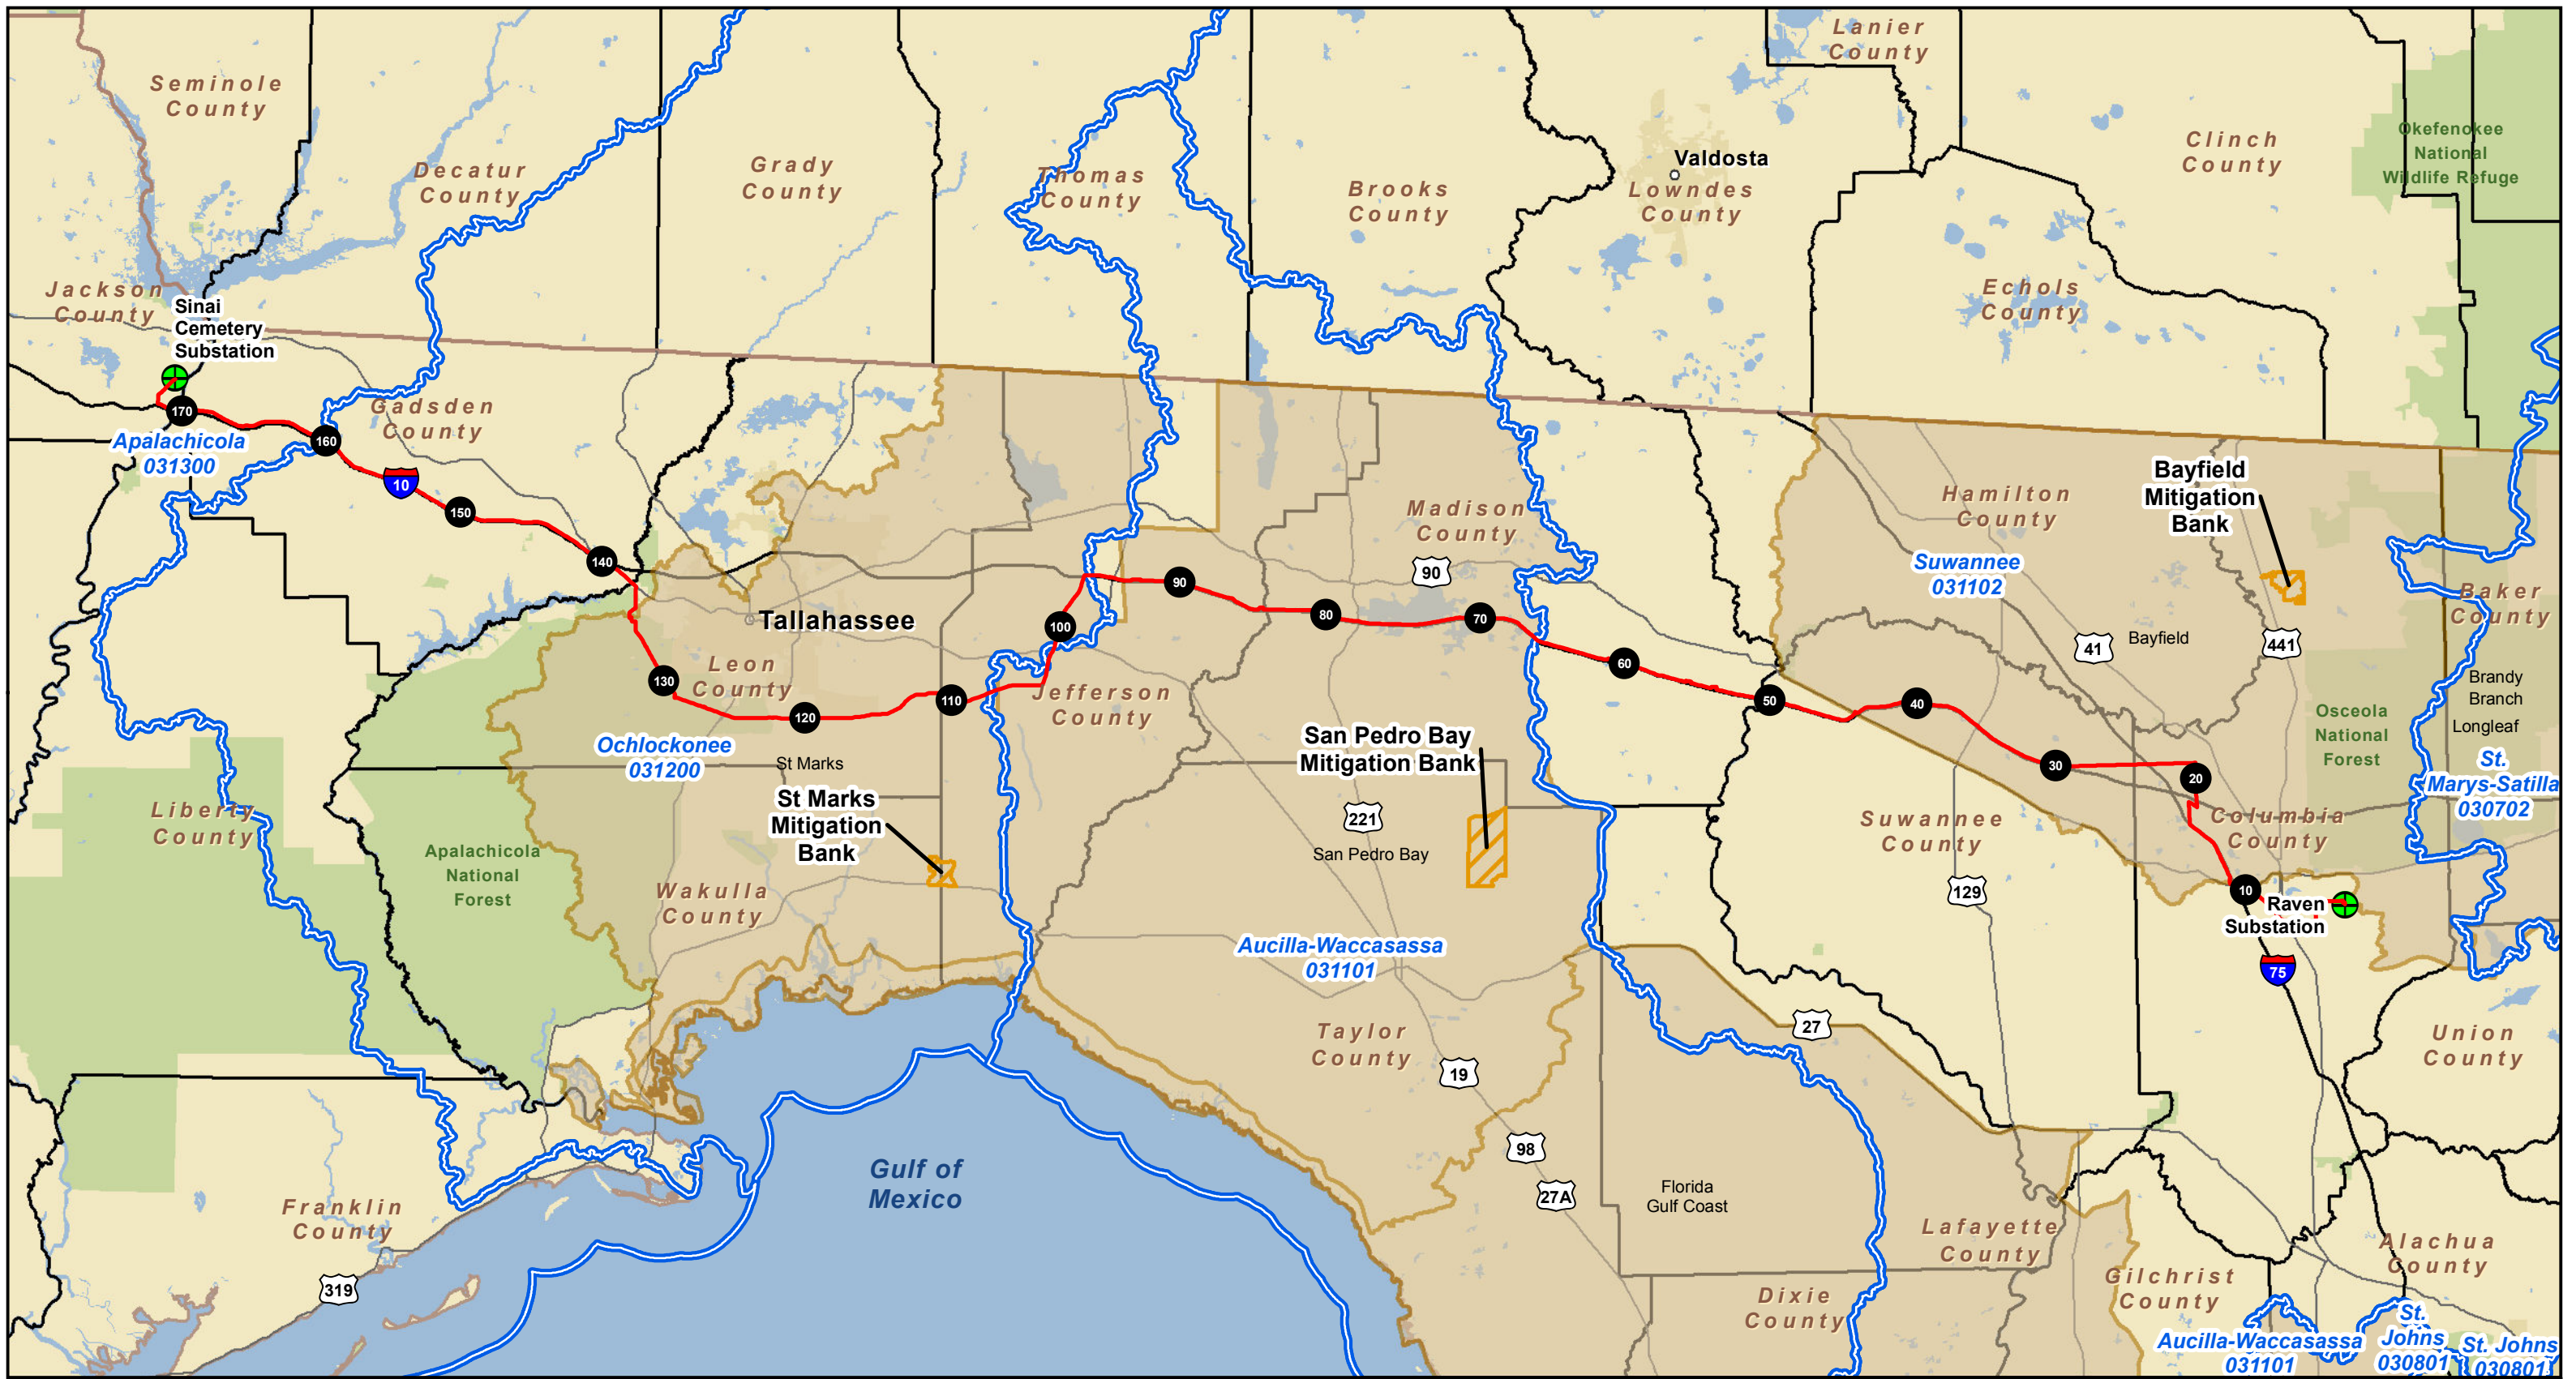 Lanier
County
Seminole
County
Okefenokee
National
Wildlife Refuge
Clinch
County
Valdosta
Decatur
County
Grady
County
Thomas
County
Brooks
County
Lowndes
County
Jackson
County
Sinai
Cemetery
Substation
Echols
County
170
Gadsden
County
160
Apalachicola
031300
10
150
140
Madison
County
Hamilton
County
Bayfield
Mitigation
Bank
90
Suwannee
031102
Baker
County
90
80
70
100
Tallahassee
41
Bayfield
441
60
130
Leon
County
110
120
Jefferson
County
50
40
Brandy
Branch
Longleaf
Osceola
National
Forest
Ochlockonee
031200
St Marks
San Pedro Bay
Mitigation Bank
30
20
St.
Marys-Satilla
030702
Liberty
County
St Marks
Mitigation
Bank
221
San Pedro Bay
Suwannee
County
Columbia
County
Apalachicola
National
Forest
Wakulla
County
129
10
Raven
Substation
Aucilla-Waccasassa
031101
75
Taylor
County
27
Union
County
19
98
27A
Gulf of
Mexico
Florida
Gulf Coast
Franklin
County
319
Lafayette
County
Alachua
County
Gilchrist
County
Dixie
County
Aucilla-Waccasassa
031101
St.
Johns
030801
St. Johns
030801